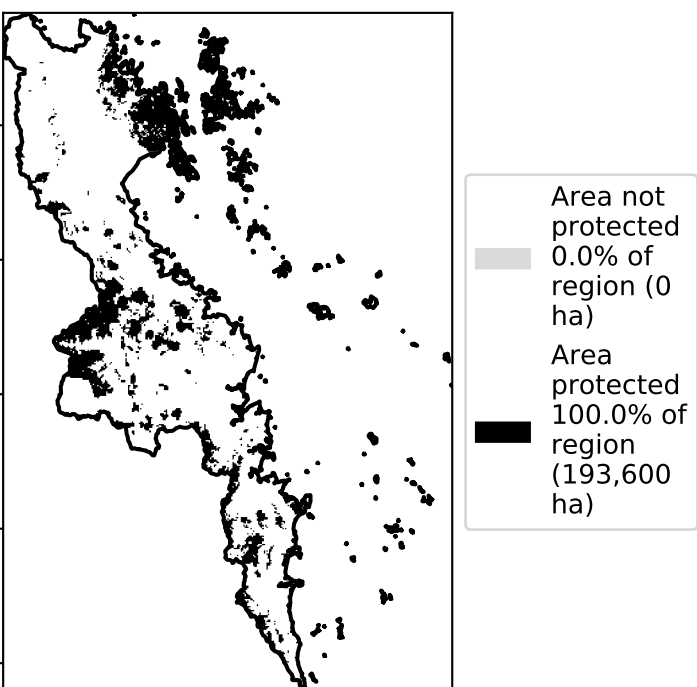 Area not
protected
0.0% of
region (0
ha)
Area
protected
100.0% of
region
(193,600
ha)